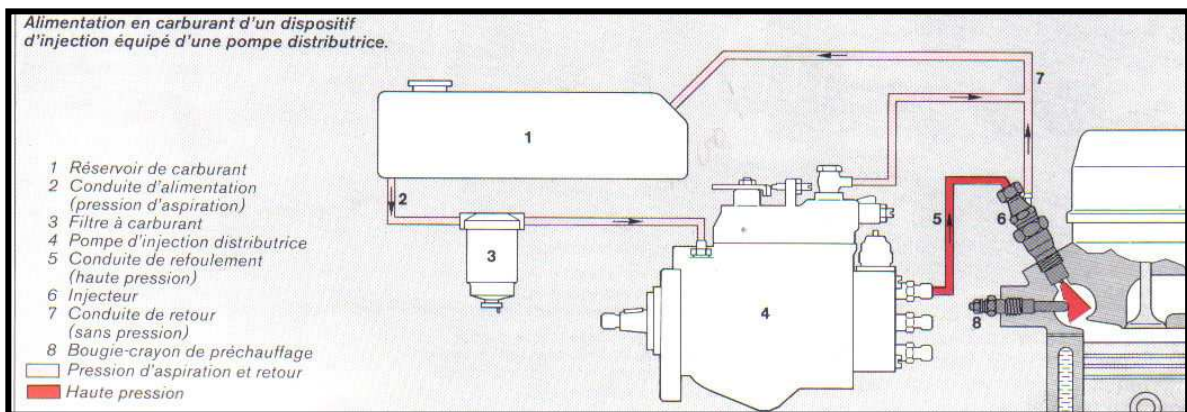 Alimentation en carburant d'un dispositif
d'injection équipé d'une pompe distributrice.
1 Réservoir de carburant
2 Conduite d'alimentation
(pression d'aspiration)
3 Filtre à carburant
4 Pompe d'injection distributrice
5 Conduite de refoulement
(haute pression)
6 Injecteur
7 Conduite de retour
(sans pression)
8 Bougie-crayon de préchauffage
Pression d'aspiration et retour
Haute pression
1
2
3
4
5
6
7
8